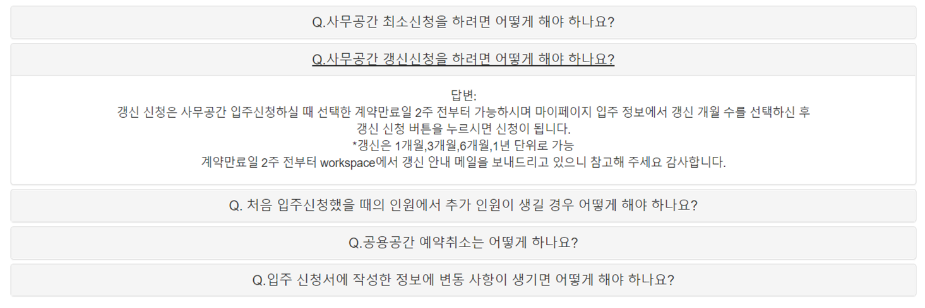 Q.사무공간 최소신청을 하려면 어떻게 해야 하나요?
Q.사무공간 갱신신청을 하려면 어떻게 해야 하나요?
답변:
갱신 신청은 사무공간 입주신청하실 때 선택한 계약만료일 2주 전부터 가능하시며 마이페이지 입주 정보에서 갱신 개월 수를 선택하신 후
갱신 신청 버튼을 누르시면 신청이 됩니다.
*갱신은 1개월,3개월,6개월,1년 단위로 가능
계약만료일 2주 전부터 workspace에서 갱신 안내 메일을 보내드리고 있으니 참고해 주세요 감사합니다.
Q. 처음 입주신청했을 때의 인원에서 추가 인원이 생길 경우 어떻게 해야 하나요?
Q.공용공간 예약취소는 어떻게 하나요?
Q.입주 신청서에 작성한 정보에 변동 사항이 생기면 어떻게 해야 하나요?